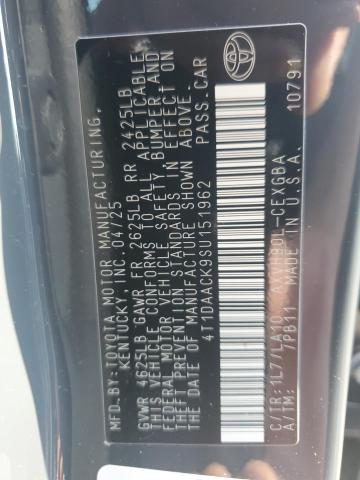 MFD.BY:TOYOTA MOTOR MANUFACTURING,
KENTUCKY, INC. 04/25
GVWR 4625LB GAWR FR 2625LB RR 2425LB
THIS VEHICLE CONFORMS TO ALL APPLICABLE
FEDERAL MOTOR VEHICLE SAFETY, BUMPER AND
THEFT PREVENTION STANDARDS IN EFFECT ON
THE DATE OF MANUFACTURE SHOWN ABOVE.
4T1DAACK9SU151962 PASS. CAR
C/TR:1L7/LA10 AXVH80L-CEXGBA
A/TM: /PB11 MADE IN U.S.A. 10791